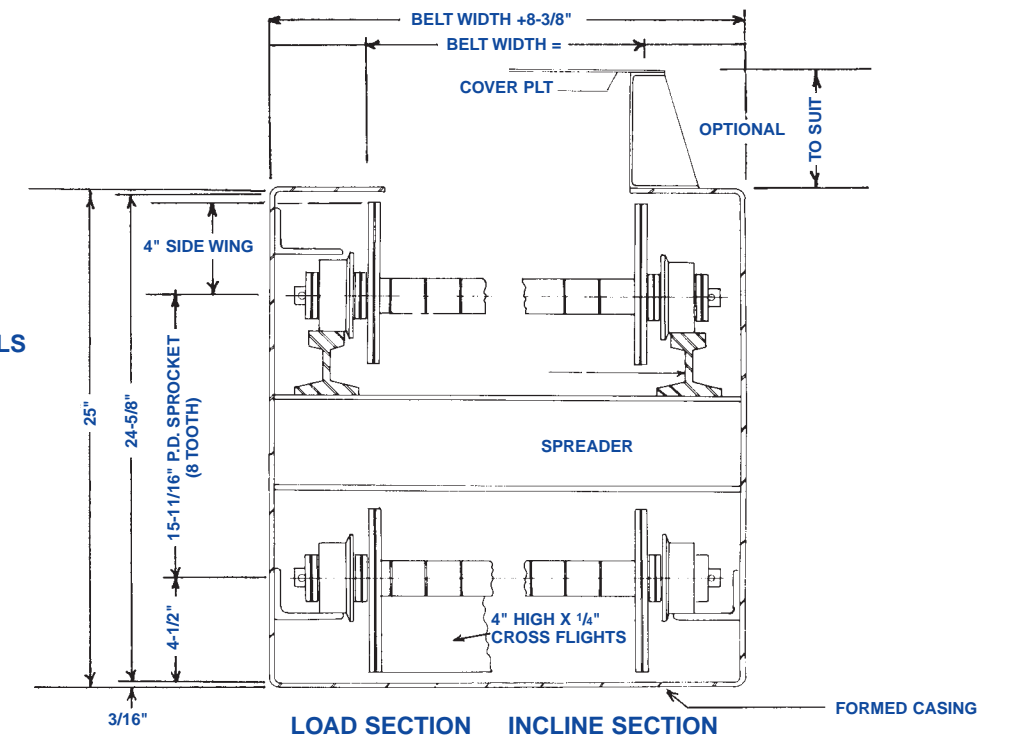 BELT WIDTH +8-3/8"
BELT WIDTH =
COVER PLT
OPTIONAL
TO SUIT
4" SIDE WING
LS
25"
24-5/8"
15-11/16" P.D. SPROCKET
(8 TOOTH)
SPREADER
4-1/2"
4" HIGH X 1/4"
CROSS FLIGHTS
3/16"
LOAD SECTION
INCLINE SECTION
FORMED CASING